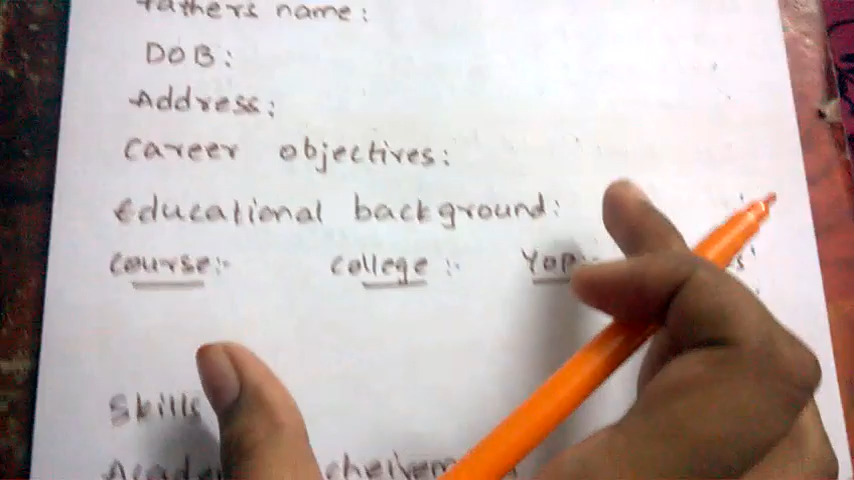 fathers name:
DOB:
Address:
Career objectives:
Educational background:
Course:- College :- YOP:-
Skills